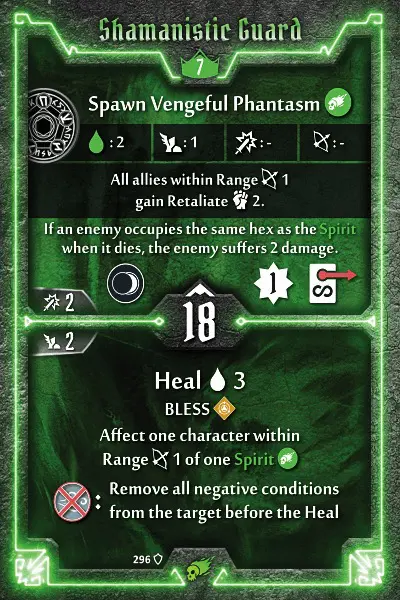 Shamanistic Guard
7
Spawn Vengeful Phantasm
: 2 : 1 : - : -
All allies within Range 1
gain Retaliate 2.
If an enemy occupies the same hex as the Spirit
when it dies, the enemy suffers 2 damage.
1
2
18
2
Heal 3
BLESS
Affect one character within
Range 1 of one Spirit
: Remove all negative conditions
from the target before the Heal
296